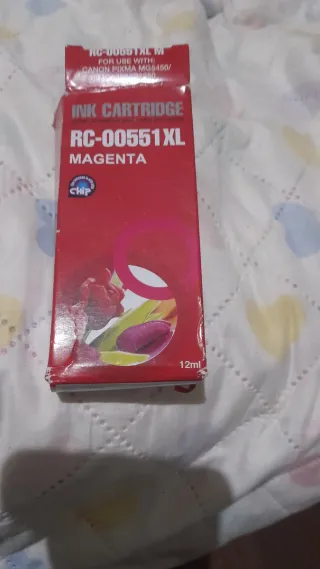 RC-00551XL M
FOR USE WITH:
CANON PIXMA MG5450/
INK CARTRIDGE
RC-00551XL
MAGENTA
CHIP
12ml